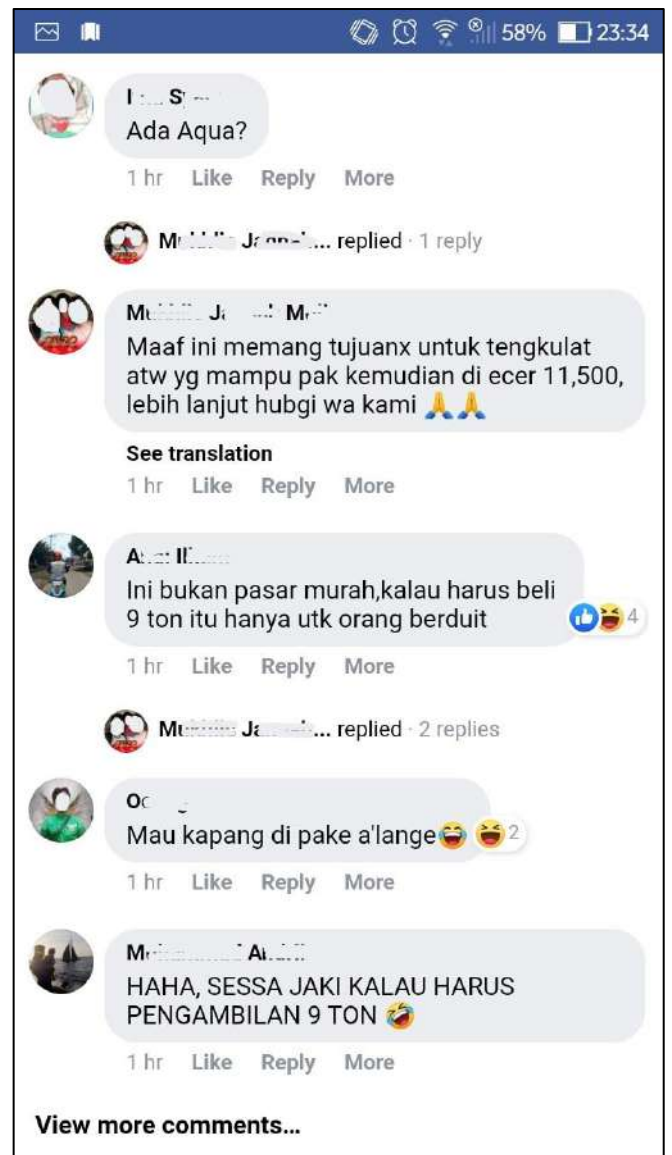 58% 23:34
Ada Aqua?
1 hr Like Reply More
replied · 1 reply
Maaf ini memang tujuanx untuk tengkulat
atw yg mampu pak kemudian di ecer 11,500,
lebih lanjut hubgi wa kami 🙏🙏
See translation
1 hr Like Reply More
Ini bukan pasar murah,kalau harus beli
9 ton itu hanya utk orang berduit
4
1 hr Like Reply More
replied · 2 replies
Mau kapang di pake a'lange😂 2
1 hr Like Reply More
HAHA, SESSA JAKI KALAU HARUS
PENGAMBILAN 9 TON 🤣
1 hr Like Reply More
View more comments...